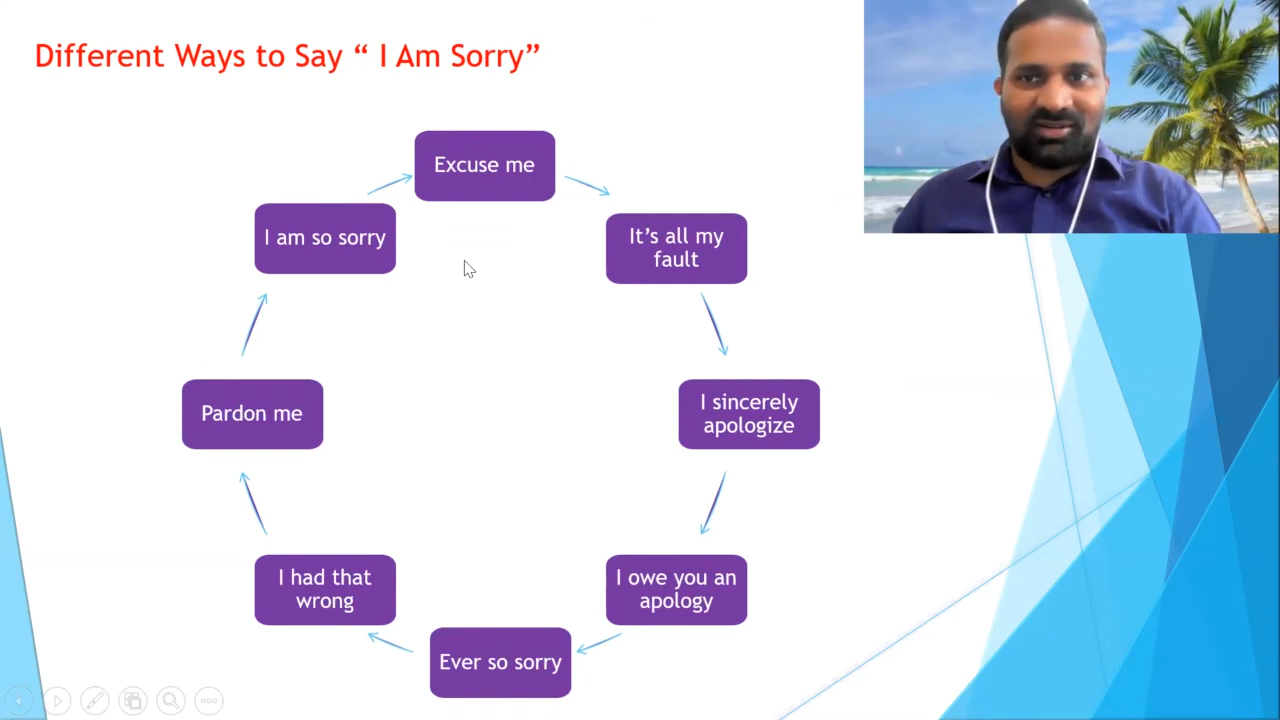 Different Ways to Say “ I Am Sorry”
Excuse me
It’s all my
fault
I sincerely
apologize
I owe you an
apology
Ever so sorry
I had that
wrong
Pardon me
I am so sorry